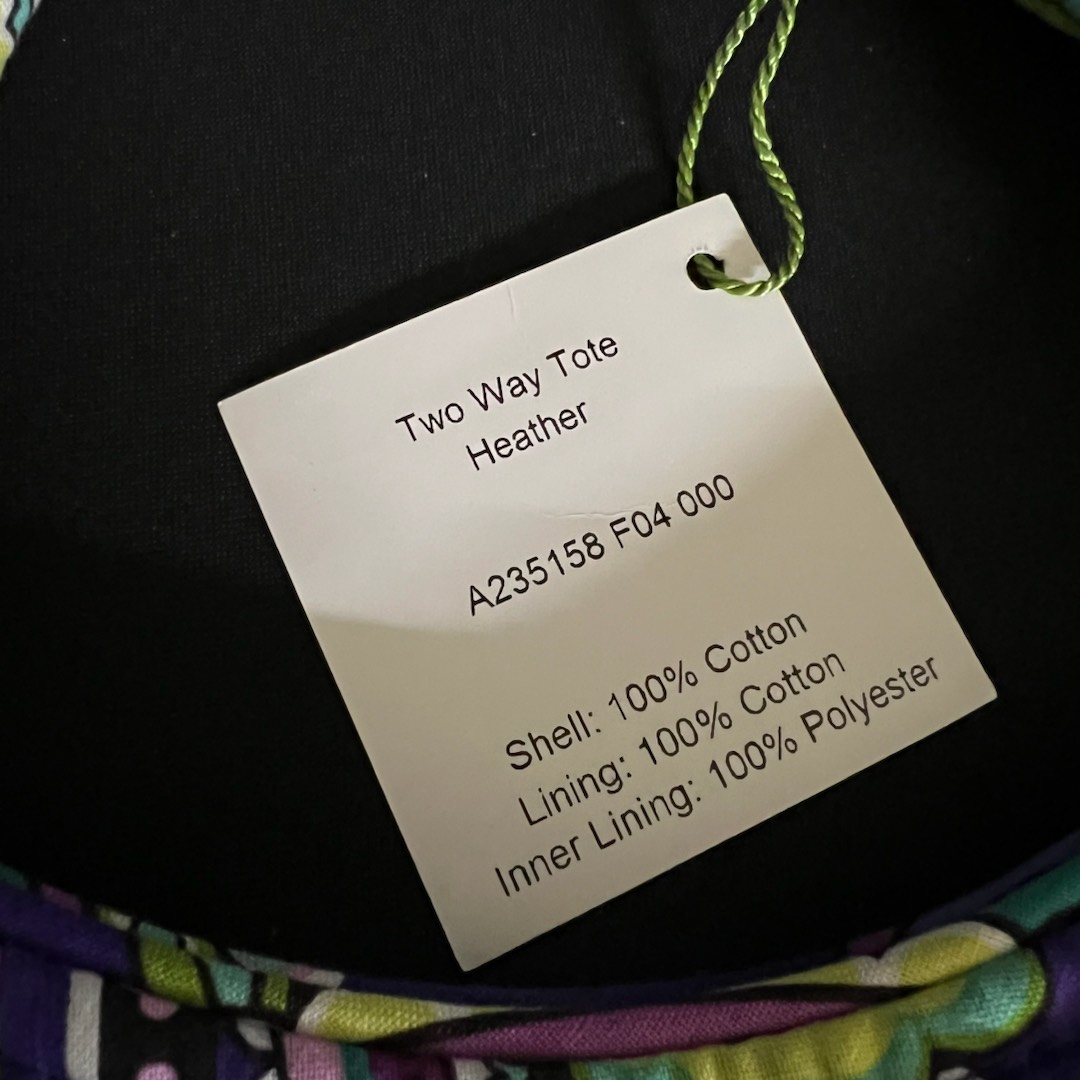 Two Way Tote
Heather
A235158 F04 000
Shell: 100% Cotton
Lining: 100% Cotton
Inner Lining: 100% Polyester